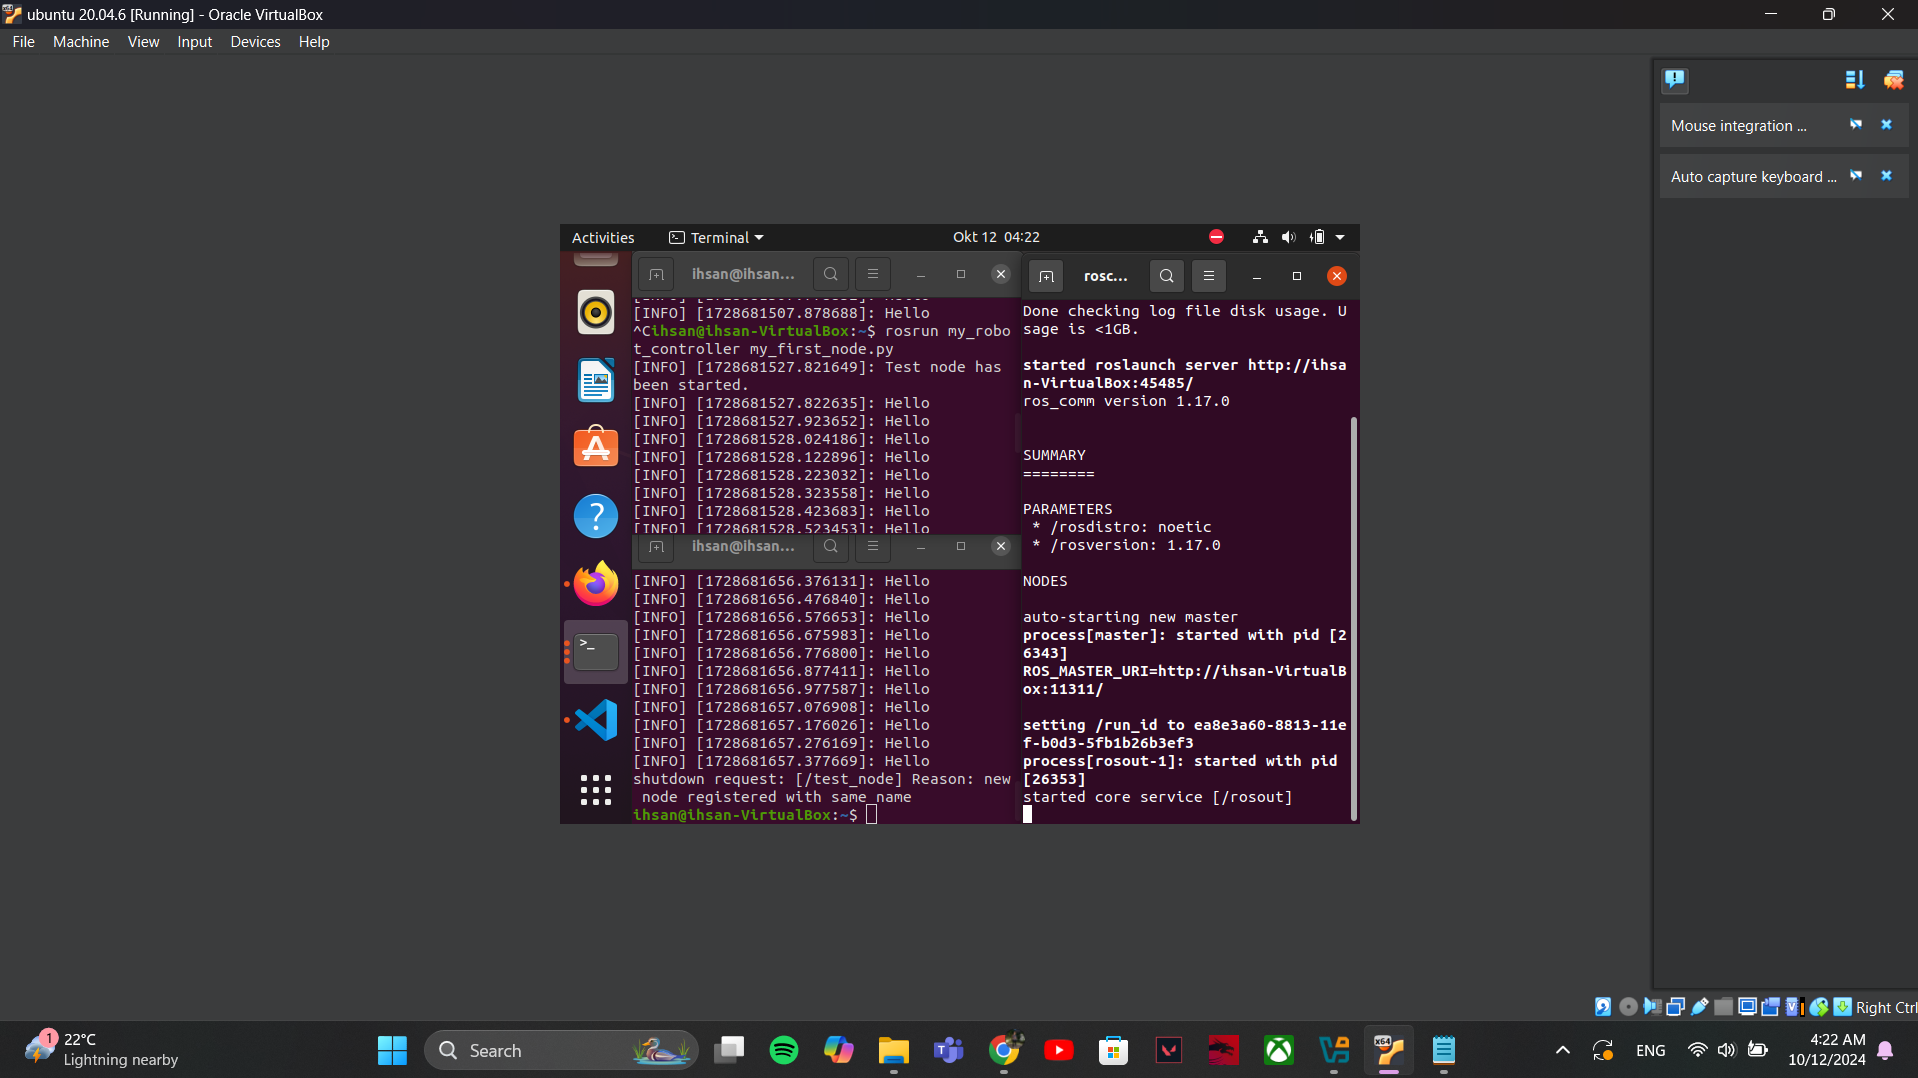 ubuntu 20.04.6 [Running] - Oracle VirtualBox
File Machine View Input Devices Help
Mouse integration ...
Auto capture keyboard ...
Activities Terminal Okt 12 04:22
ihsan@ihsan...
[INFO] [1728681507.878688]: Hello
^Cihsan@ihsan-VirtualBox:~$ rosrun my_robo
t_controller my_first_node.py
[INFO] [1728681527.821649]: Test node has
been started.
[INFO] [1728681527.822635]: Hello
[INFO] [1728681527.923652]: Hello
[INFO] [1728681528.024186]: Hello
[INFO] [1728681528.122896]: Hello
[INFO] [1728681528.223032]: Hello
[INFO] [1728681528.323558]: Hello
[INFO] [1728681528.423683]: Hello
[INFO] [1728681528.523453]: Hello
ihsan@ihsan...
[INFO] [1728681656.376131]: Hello
[INFO] [1728681656.476840]: Hello
[INFO] [1728681656.576653]: Hello
[INFO] [1728681656.675983]: Hello
[INFO] [1728681656.776800]: Hello
[INFO] [1728681656.877411]: Hello
[INFO] [1728681656.977587]: Hello
[INFO] [1728681657.076908]: Hello
[INFO] [1728681657.176026]: Hello
[INFO] [1728681657.276169]: Hello
[INFO] [1728681657.377669]: Hello
shutdown request: [/test_node] Reason: new
node registered with same name
ihsan@ihsan-VirtualBox:~$
rosc...
Done checking log file disk usage. U
sage is <1GB.
started roslaunch server http://ihsa
n-VirtualBox:45485/
ros_comm version 1.17.0
SUMMARY
========
PARAMETERS
* /rosdistro: noetic
* /rosversion: 1.17.0
NODES
auto-starting new master
process[master]: started with pid [2
6343]
ROS_MASTER_URI=http://ihsan-VirtualB
ox:11311/
setting /run_id to ea8e3a60-8813-11e
f-b0d3-5fb1b26b3ef3
process[rosout-1]: started with pid
[26353]
started core service [/rosout]
Right Ctrl
1
22°C
Lightning nearby
Search
ENG
4:22 AM
10/12/2024